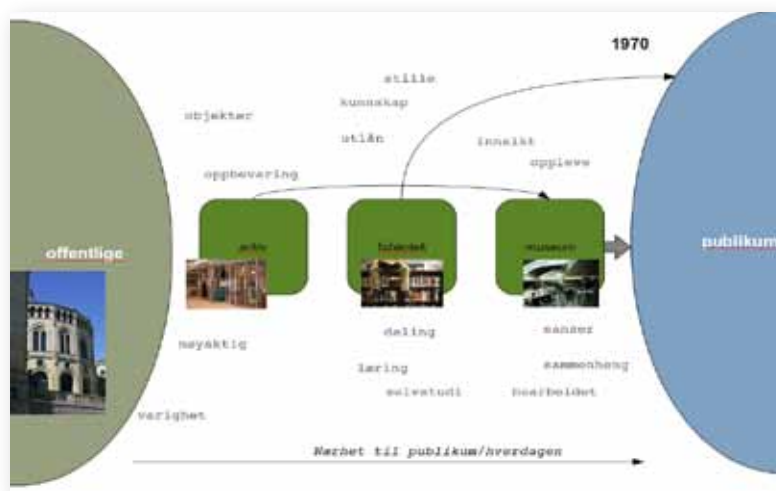 1970
stille
kunnskap
objekter
utlån
innsikt
oppleve
oppbevaring
arkiv
bibliotek
museum
offentlige
publikum
deling
sanser
nøyaktig
læring
sammenheng
selvstudi
bearbeidet
varighet
Nærhet til publikum/hverdagen